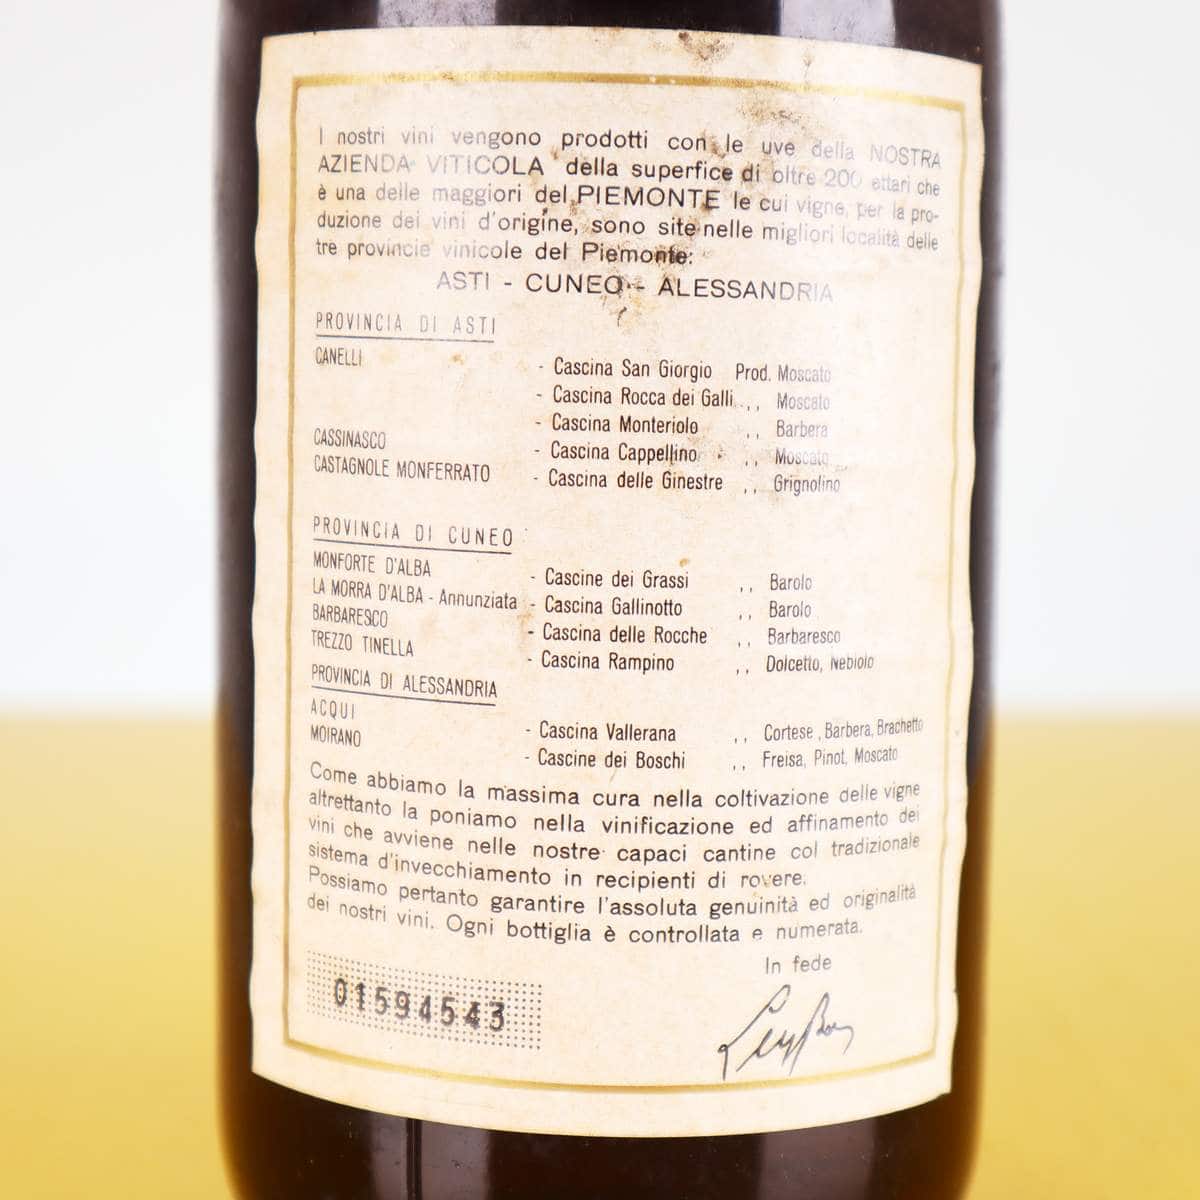 I nostri vini vengono prodotti con le uve della NOSTRA
AZIENDA VITICOLA della superfice di oltre 200 ettari che
è una delle maggiori del PIEMONTE le cui vigne, per la pro-
duzione dei vini d'origine, sono site nelle migliori località delle
tre provincie vinicole del Piemonte:
ASTI - CUNEO - ALESSANDRIA
PROVINCIA DI ASTI
CANELLI - Cascina San Giorgio Prod. Moscato
- Cascina Rocca dei Galli ,, Moscato
- Cascina Monteriolo ,, Barbera
CASSINASCO - Cascina Cappellino ,, Moscato
CASTAGNOLE MONFERRATO - Cascina delle Ginestre ,, Grignolino
PROVINCIA DI CUNEO
MONFORTE D'ALBA - Cascine dei Grassi ,, Barolo
LA MORRA D'ALBA - Annunziata - Cascina Gallinotto ,, Barolo
BARBARESCO - Cascina delle Rocche ,, Barbaresco
TREZZO TINELLA - Cascina Rampino ,, Dolcetto, Nebiolo
PROVINCIA DI ALESSANDRIA
ACQUI - Cascina Vallerana ,, Cortese, Barbera, Brachetto
MOIRANO - Cascine dei Boschi ,, Freisa, Pinot, Moscato
Come abbiamo la massima cura nella coltivazione delle vigne
altrettanto la poniamo nella vinificazione ed affinamento dei
vini che avviene nelle nostre capaci cantine col tradizionale
sistema d'invecchiamento in recipienti di rovere.
Possiamo pertanto garantire l'assoluta genuinità ed originalità
dei nostri vini. Ogni bottiglia è controllata e numerata.
In fede
01594543